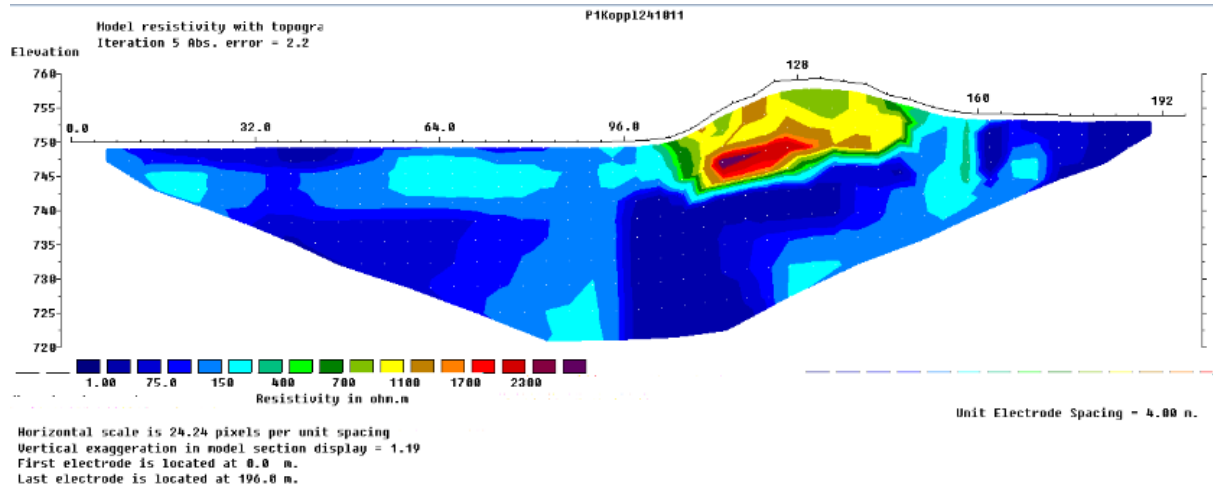 P1Koppl241011
Model resistivity with topogra
Iteration 5 Abs. error = 2.2
Elevation
760
755
750
745
740
735
730
725
720
0.0 32.0 64.0 96.0 128 160 192
1.00 75.0 150 400 700 1100 1700 2300
Resistivity in ohm.m
Unit Electrode Spacing = 4.00 m.
Horizontal scale is 24.24 pixels per unit spacing
Vertical exaggeration in model section display = 1.19
First electrode is located at 0.0 m.
Last electrode is located at 196.0 m.